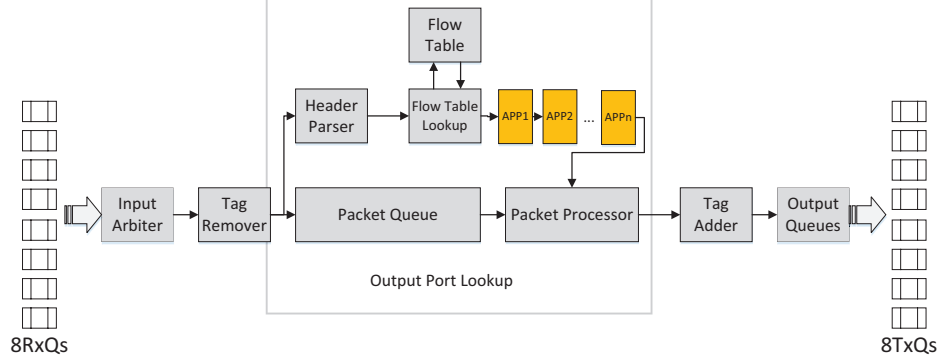 Flow
Table
Header
Parser
Flow Table
Lookup
APP1
APP2
...
APPn
Input
Arbiter
Tag
Remover
Packet Queue
Packet Processor
Tag
Adder
Output
Queues
Output Port Lookup
8RxQs
8TxQs